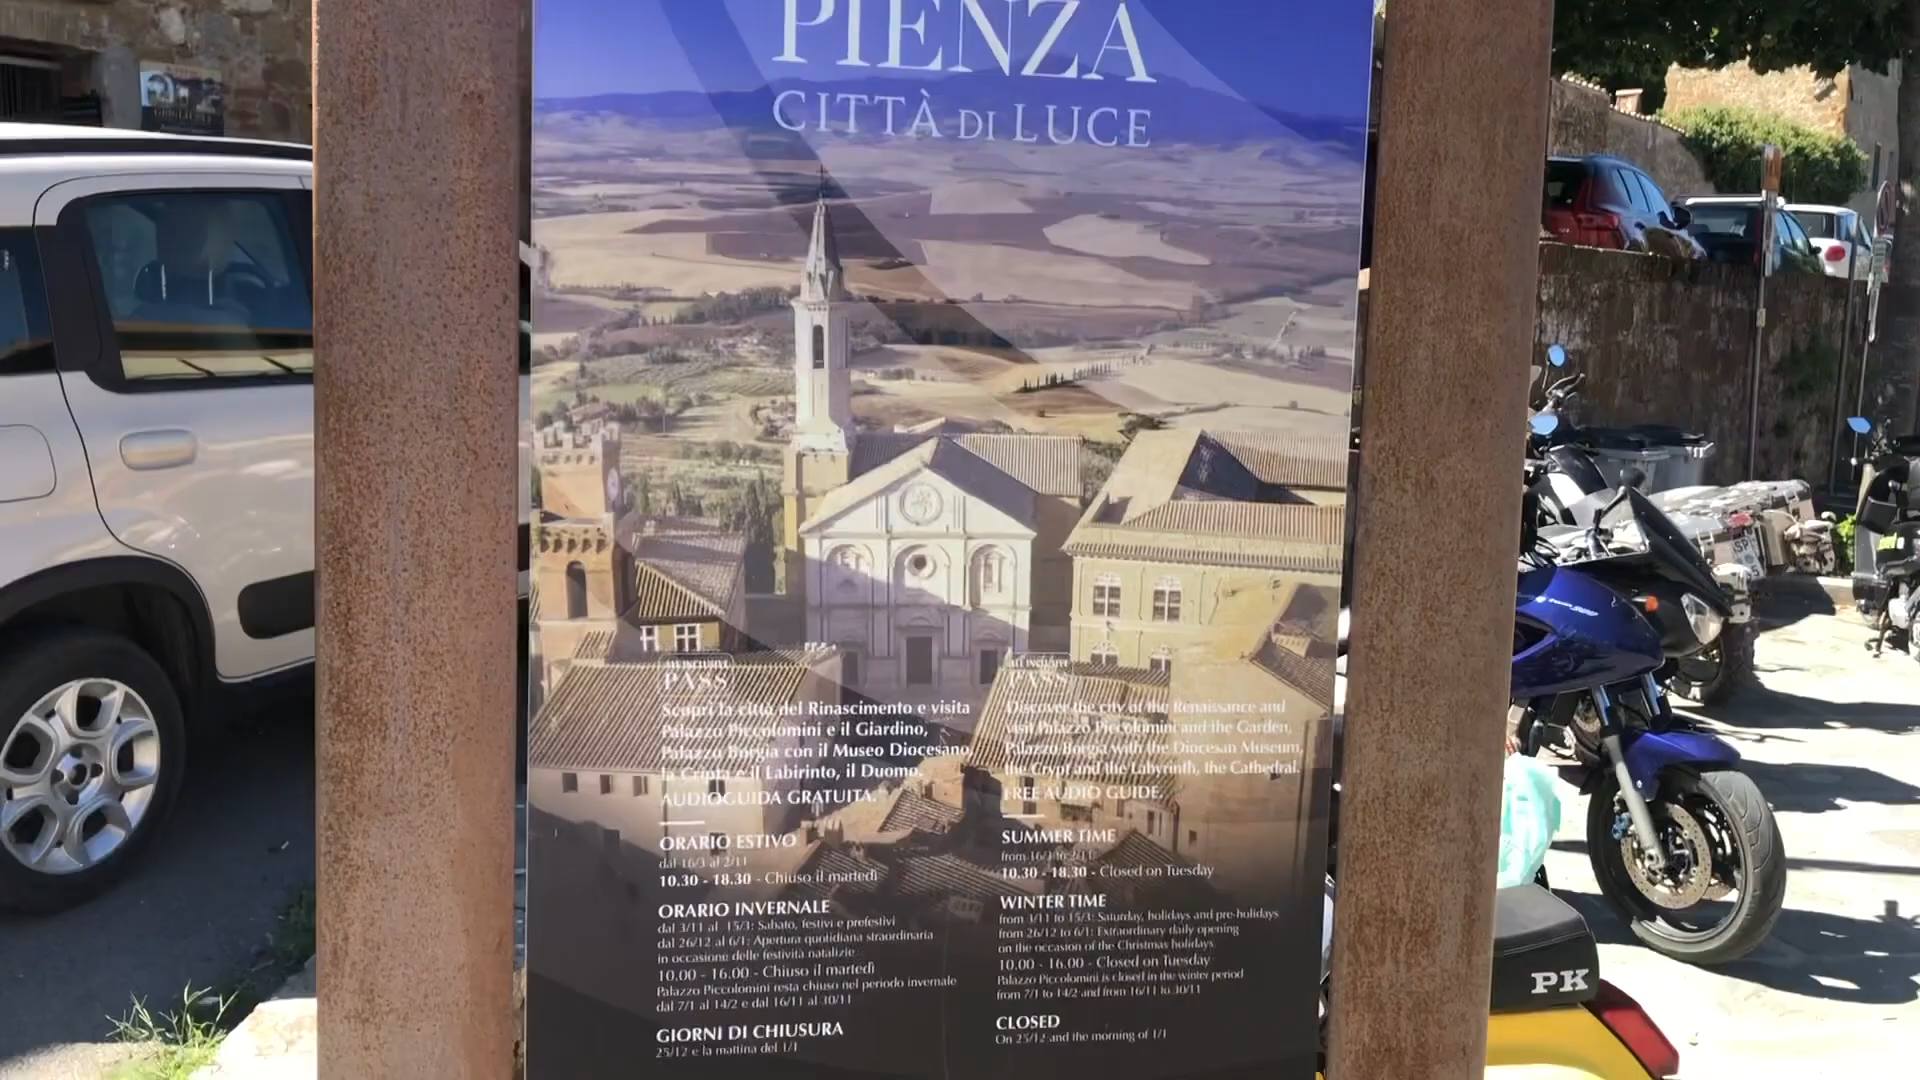 PIENZA
CITTÀ DI LUCE
ALL INCLUSIVE
PASS
Scopri la città del Rinascimento e visita
Palazzo Piccolomini e il Giardino,
Palazzo Borgia con il Museo Diocesano,
la Cripta e il Labirinto, il Duomo.
AUDIOGUIDA GRATUITA.
ORARIO ESTIVO
dal 16/3 al 2/11
10.30 - 18.30 - Chiuso il martedì
ORARIO INVERNALE
dal 3/11 al 15/3: Sabato, festivi e prefestivi
dal 26/12 al 6/1: Apertura quotidiana straordinaria
in occasione delle festività natalizie
10.00 - 16.00 - Chiuso il martedì
Palazzo Piccolomini resta chiuso nel periodo invernale
dal 7/1 al 14/2 e dal 16/11 al 30/11
GIORNI DI CHIUSURA
25/12 e la mattina del 1/1
ALL INCLUSIVE
PASS
Discover the city of the Renaissance and
visit Palazzo Piccolomini and the Garden,
Palazzo Borgia with the Diocesan Museum,
the Crypt and the Labyrinth, the Cathedral.
FREE AUDIO GUIDE.
SUMMER TIME
from 16/3 to 2/11
10.30 - 18.30 - Closed on Tuesday
WINTER TIME
from 3/11 to 15/3: Saturday, holidays and pre-holidays
from 26/12 to 6/1: Extraordinary daily opening
on the occasion of the Christmas holidays
10.00 - 16.00 - Closed on Tuesday
Palazzo Piccolomini is closed in the winter period
from 7/1 to 14/2 and from 16/11 to 30/11
CLOSED
On 25/12 and the morning of 1/1
PK